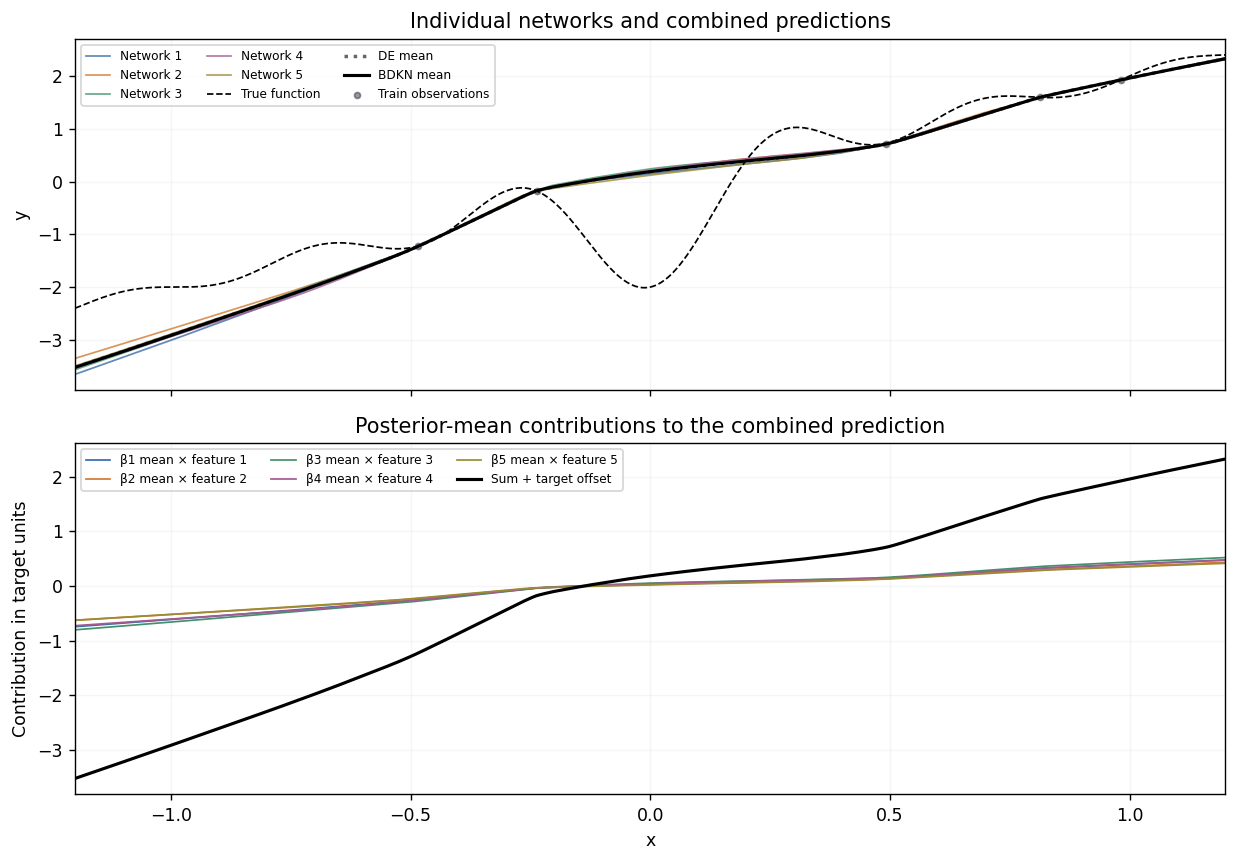 Individual networks and combined predictions
Network 1 Network 4 DE mean
Network 2 Network 5 BDKN mean
Network 3 True function Train observations
2
1
0
−1
−2
−3
y
Posterior-mean contributions to the combined prediction
β1 mean × feature 1 β3 mean × feature 3 β5 mean × feature 5
β2 mean × feature 2 β4 mean × feature 4 Sum + target offset
2
1
0
−1
−2
−3
Contribution in target units
−1.0 −0.5 0.0 0.5 1.0
x